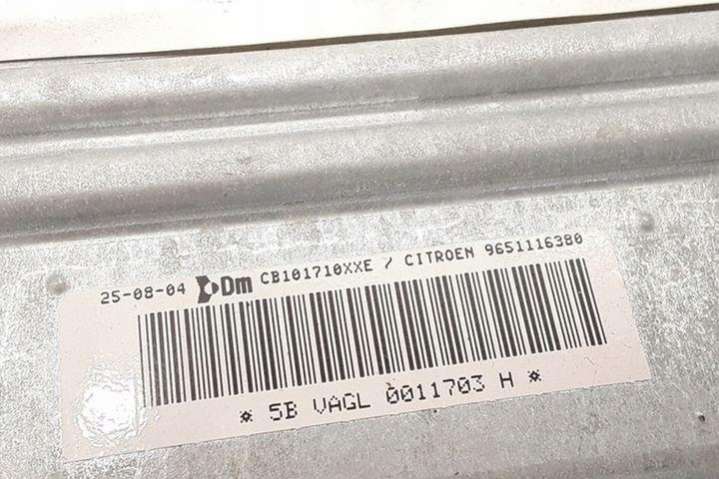 25-08-04 Dm CB101710XXE / CITROEN 9651116380
* 5B VAGL 0011703 H *